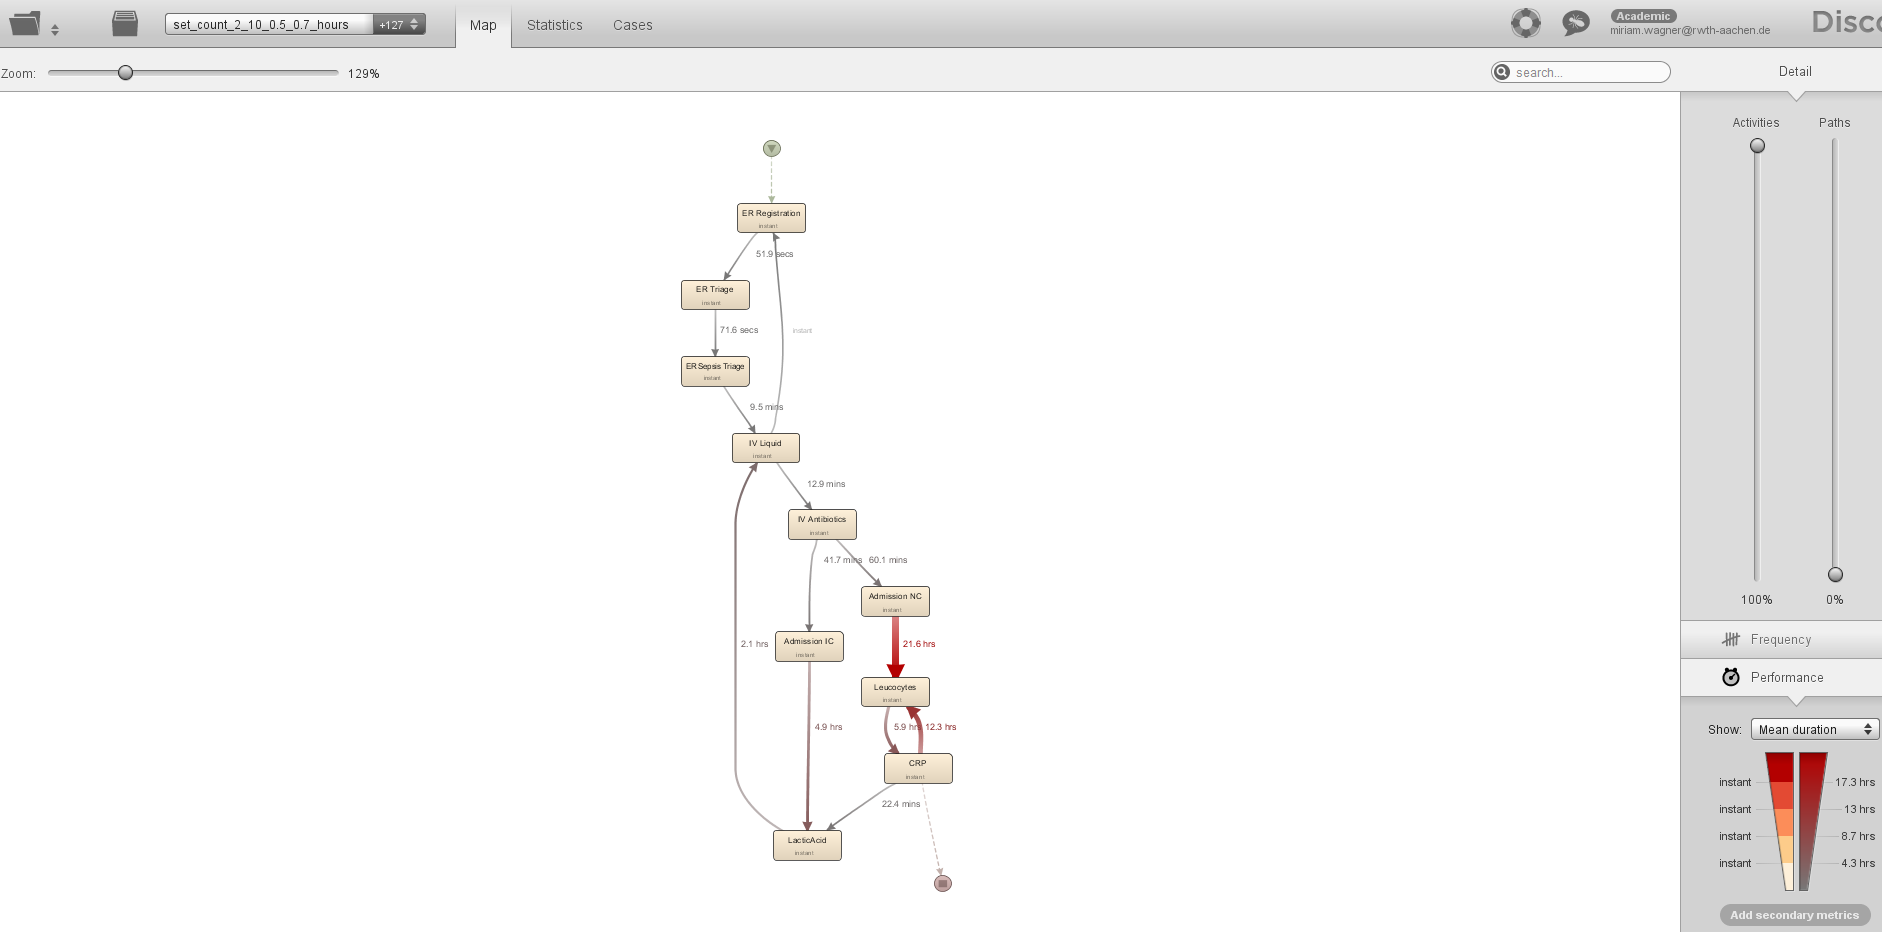 set_count_2_10_0.5_0.7_hours +127
Map Statistics Cases
Academic
miriam.wagner@rwth-aachen.de
Disco
Zoom: 129%
search...
Detail
Activities Paths
ER Registration
instant
51.9 secs
ER Triage
instant
71.6 secs
instant
ERSepsis Triage
instant
9.5 mins
IV Liquid
instant
12.9 mins
IV Antibiotics
instant
41.7 mins 60.1 mins
Admission NC
instant
2.1 hrs
Admission IC
instant
21.6 hrs
Leucocytes
instant
4.9 hrs
5.9 hrs 12.3 hrs
CRP
instant
22.4 mins
LacticAcid
instant
100% 0%
Frequency
Performance
Show: Mean duration
instant 17.3 hrs
instant 13 hrs
instant 8.7 hrs
instant 4.3 hrs
Add secondary metrics